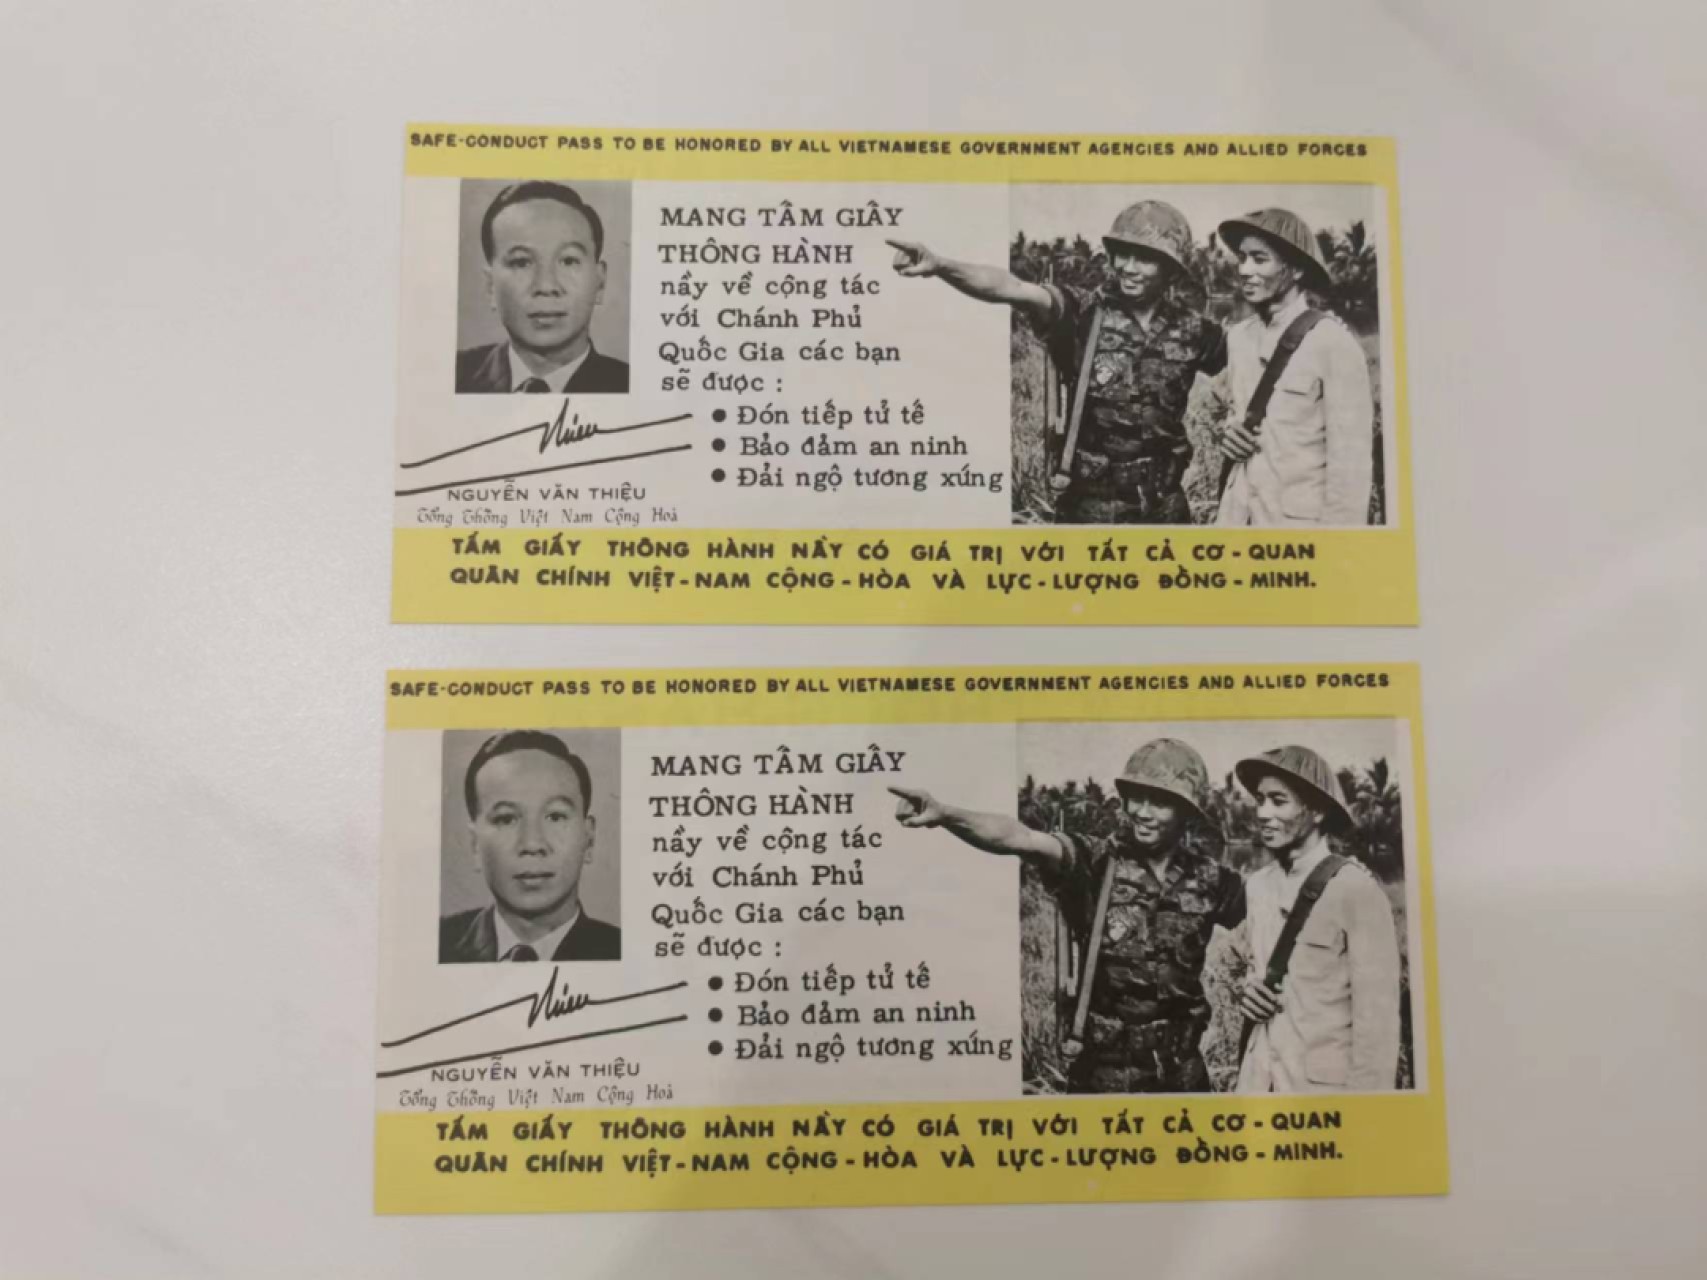 SAFE-CONDUCT PASS TO BE HONORED BY ALL VIETNAMESE GOVERNMENT AGENCIES AND ALLIED FORCES
MANG TẤM GIẤY
THÔNG HÀNH
nầy về cộng tác
với Chánh Phủ
Quốc Gia các bạn
sẽ được :
● Đón tiếp tử tế
● Bảo đảm an ninh
● Đải ngộ tương xứng
NGUYỄN VĂN THIỆU
Tổng Thống Việt Nam Cộng Hoà
TẤM GIẤY THÔNG HÀNH NẦY CÓ GIÁ TRỊ VỚI TẤT CẢ CƠ - QUAN
QUÂN CHÍNH VIỆT - NAM CỘNG - HÒA VÀ LỰC - LƯỢNG ĐỒNG - MINH.
SAFE-CONDUCT PASS TO BE HONORED BY ALL VIETNAMESE GOVERNMENT AGENCIES AND ALLIED FORCES
MANG TẤM GIẤY
THÔNG HÀNH
nầy về cộng tác
với Chánh Phủ
Quốc Gia các bạn
sẽ được :
● Đón tiếp tử tế
● Bảo đảm an ninh
● Đải ngộ tương xứng
NGUYỄN VĂN THIỆU
Tổng Thống Việt Nam Cộng Hoà
TẤM GIẤY THÔNG HÀNH NẦY CÓ GIÁ TRỊ VỚI TẤT CẢ CƠ - QUAN
QUÂN CHÍNH VIỆT - NAM CỘNG - HÒA VÀ LỰC - LƯỢNG ĐỒNG - MINH.